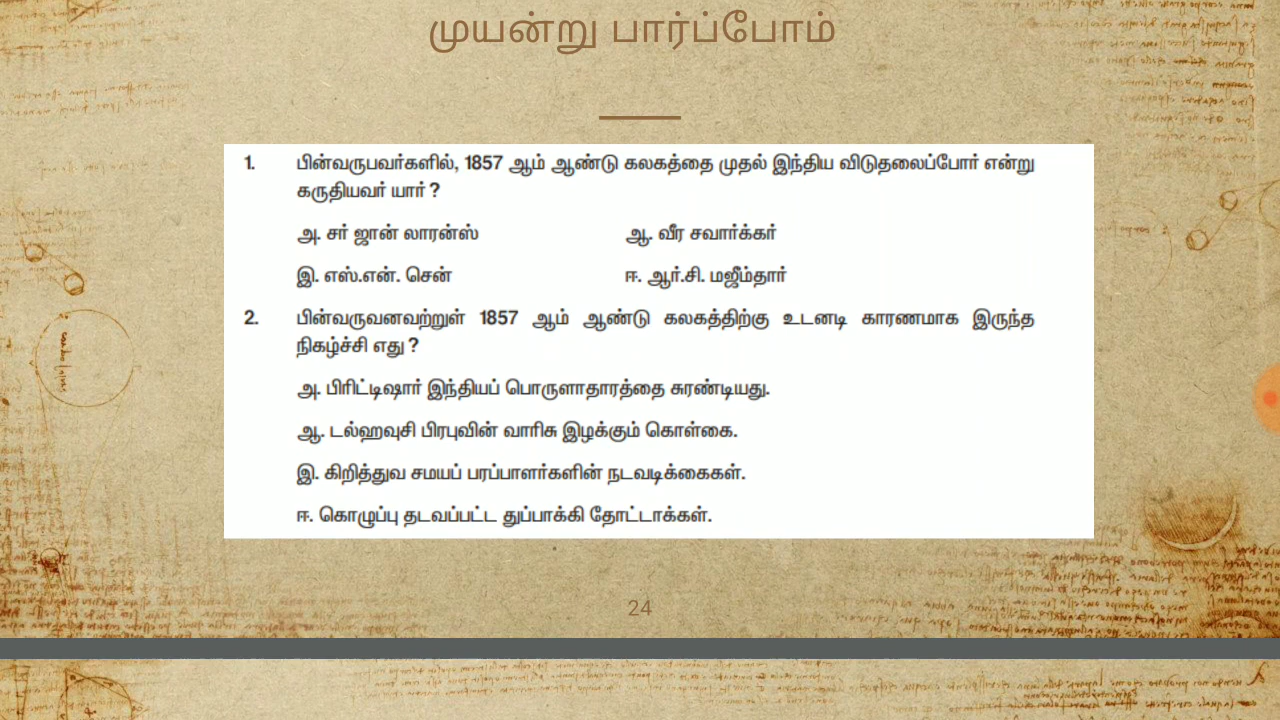 முயன்று பார்ப்போம்
1. பின்வருபவர்களில், 1857 ஆம் ஆண்டு கலகத்தை முதல் இந்திய விடுதலைப்போர் என்று
கருதியவர் யார் ?
அ. சர் ஜான் லாரன்ஸ் ஆ. வீர சவார்க்கர்
இ. எஸ்.என். சென் ஈ. ஆர்.சி. மஜீம்தார்
2. பின்வருவனவற்றுள் 1857 ஆம் ஆண்டு கலகத்திற்கு உடனடி காரணமாக இருந்த
நிகழ்ச்சி எது ?
அ. பிரிட்டிஷார் இந்தியப் பொருளாதாரத்தை சுரண்டியது.
ஆ. டல்ஹவுசி பிரபுவின் வாரிசு இழக்கும் கொள்கை.
இ. கிறித்துவ சமயப் பரப்பாளர்களின் நடவடிக்கைகள்.
ஈ. கொழுப்பு தடவப்பட்ட துப்பாக்கி தோட்டாக்கள்.
24